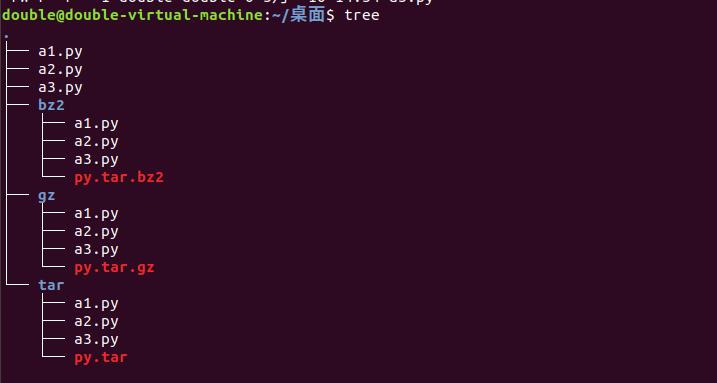 double@double-virtual-machine:~/桌面$ tree
.
├── a1.py
├── a2.py
├── a3.py
├── bz2
│   ├── a1.py
│   ├── a2.py
│   ├── a3.py
│   └── py.tar.bz2
├── gz
│   ├── a1.py
│   ├── a2.py
│   ├── a3.py
│   └── py.tar.gz
└── tar
    ├── a1.py
    ├── a2.py
    ├── a3.py
    └── py.tar